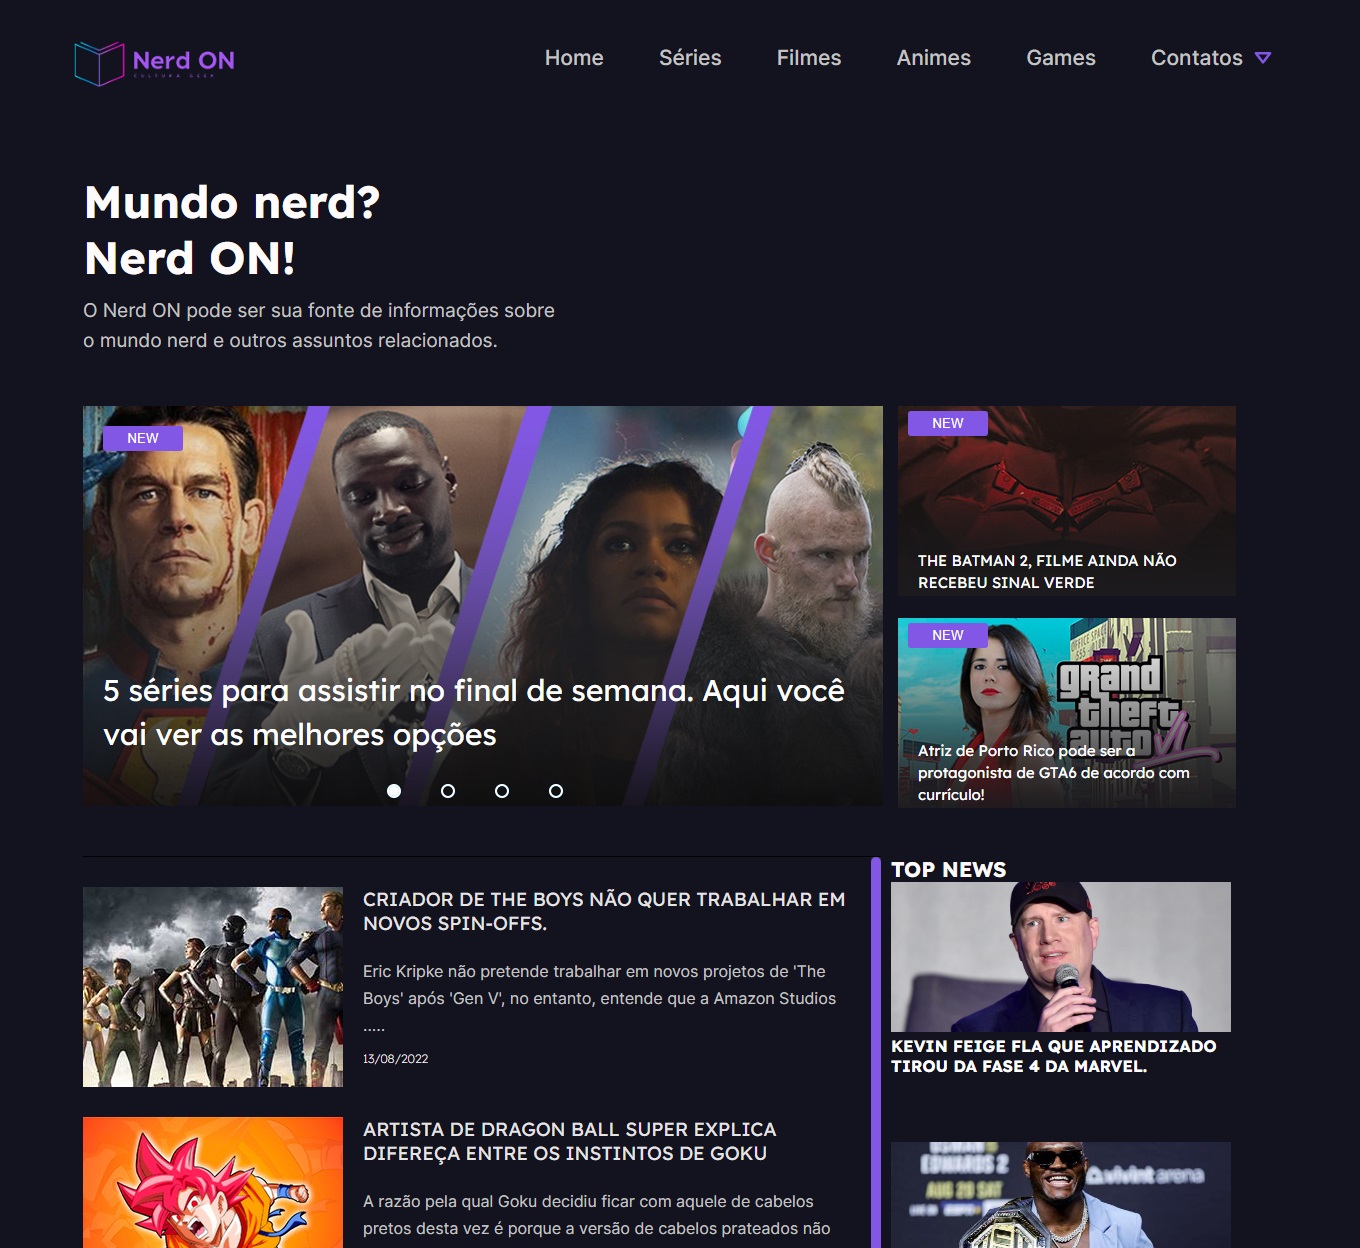 Nerd ON
CULTURA GEEK
Home
Séries
Filmes
Animes
Games
Contatos
Mundo nerd?
Nerd ON!
O Nerd ON pode ser sua fonte de informações sobre
o mundo nerd e outros assuntos relacionados.
NEW
5 séries para assistir no final de semana. Aqui você
vai ver as melhores opções
NEW
THE BATMAN 2, FILME AINDA NÃO
RECEBEU SINAL VERDE
NEW
OFFICE SPACE
grand
theft
auto VI
Atriz de Porto Rico pode ser a
protagonista de GTA6 de acordo com
currículo!
CRIADOR DE THE BOYS NÃO QUER TRABALHAR EM
NOVOS SPIN-OFFS.
Eric Kripke não pretende trabalhar em novos projetos de 'The
Boys' após 'Gen V', no entanto, entende que a Amazon Studios
.....
13/08/2022
ARTISTA DE DRAGON BALL SUPER EXPLICA
DIFEREÇA ENTRE OS INSTINTOS DE GOKU
A razão pela qual Goku decidiu ficar com aquele de cabelos
pretos desta vez é porque a versão de cabelos prateados não
TOP NEWS
KEVIN FEIGE FLA QUE APRENDIZADO
TIROU DA FASE 4 DA MARVEL.
EDWARDS 2
AUG 20 SAT
vivint arena